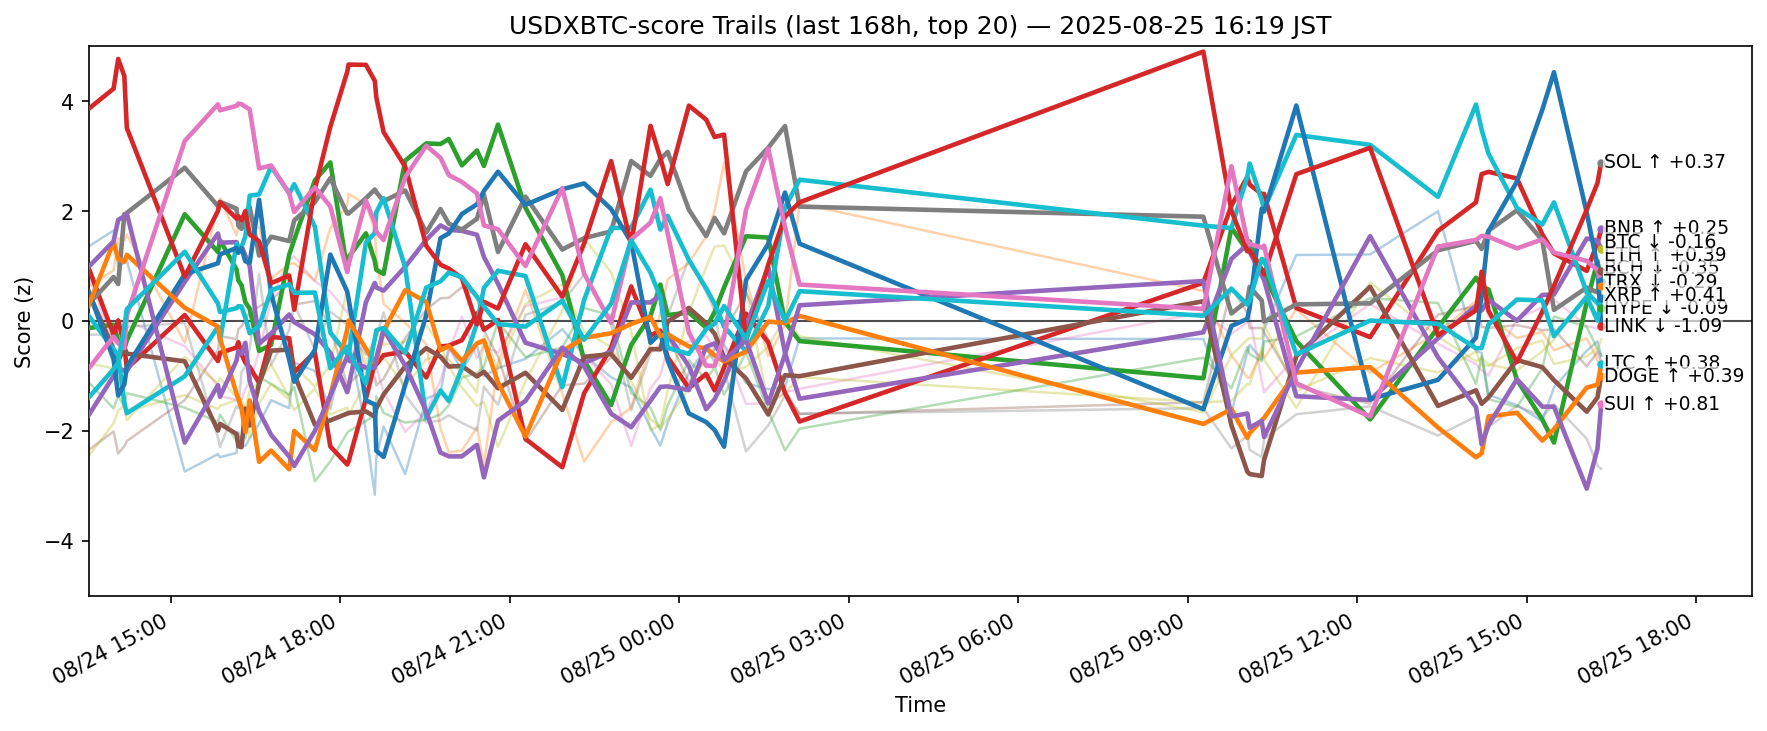 USDXBTC-score Trails (last 168h, top 20) — 2025-08-25 16:19 JST
Score (z)
4
2
0
−2
−4
SOL ↑ +0.37
BNB ↑ +0.25
BTC ↓ -0.16
ETH ↑ +0.39
BCH ↓ -0.35
TRX ↓ -0.29
XRP ↑ +0.41
HYPE ↑ -0.09
LINK ↓ -1.09
LTC ↑ +0.38
DOGE ↑ +0.39
SUI ↑ +0.81
08/24 15:00
08/24 18:00
08/24 21:00
08/25 00:00
08/25 03:00
08/25 06:00
08/25 09:00
08/25 12:00
08/25 15:00
08/25 18:00
Time